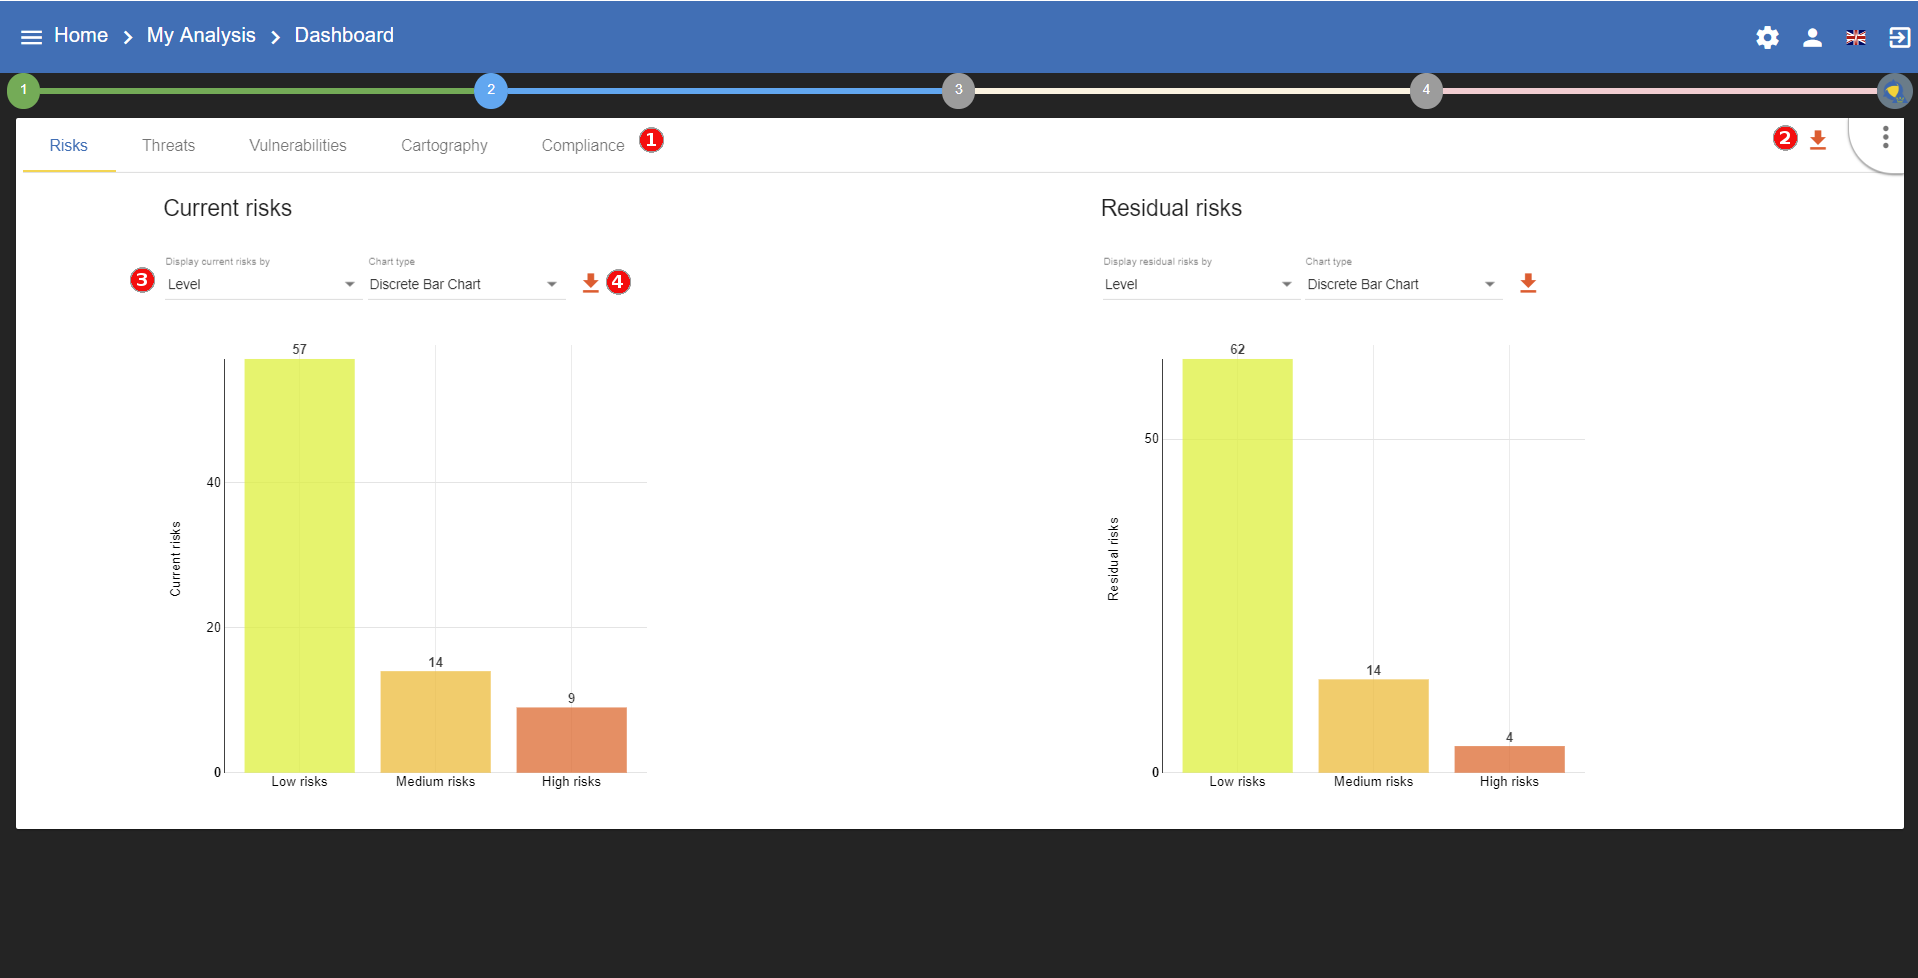 Home My Analysis Dashboard
1 2 3 4
Risks Threats Vulnerabilities Cartography Compliance 1 2
Current risks
Display current risks by Chart type
3 Level Discrete Bar Chart 4
57
40
20
0
14
9
Current risks
Low risks Medium risks High risks
Residual risks
Display residual risks by Chart type
Level Discrete Bar Chart
62
50
0
14
4
Residual risks
Low risks Medium risks High risks